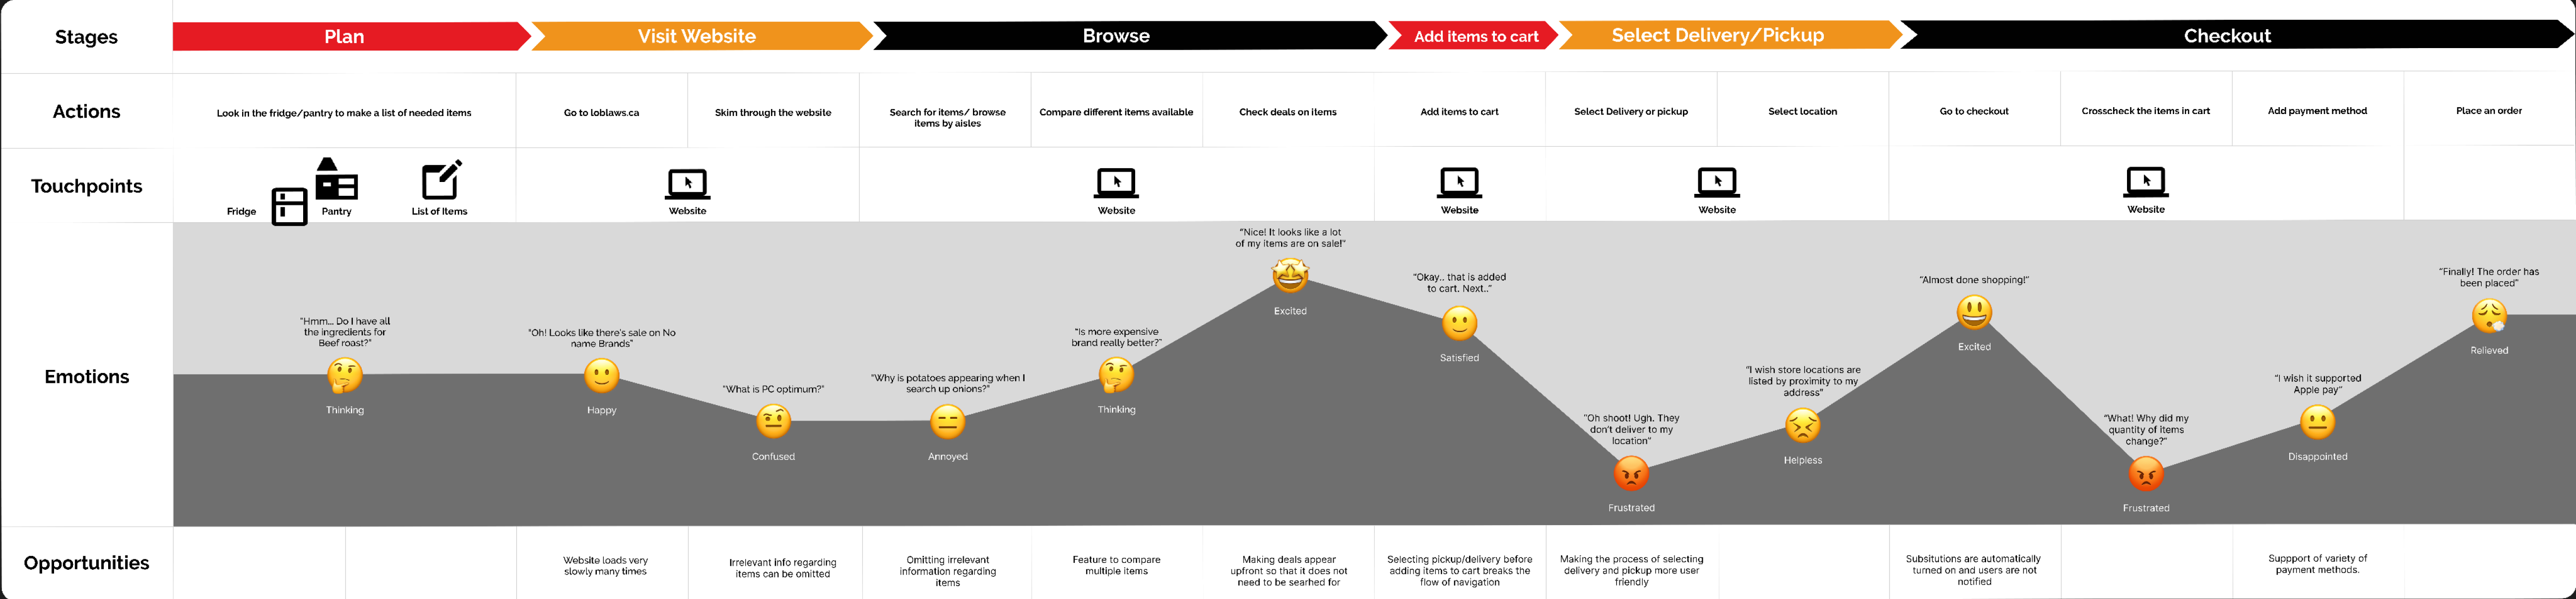 Stages
Plan
Visit Website
Browse
Add items to cart
Select Delivery/Pickup
Checkout
Actions
Look in the fridge/pantry to make a list of needed items
Go to loblaws.ca
Skim through the website
Search for items/ browse
items by aisles
Compare different items available
Check deals on items
Add items to cart
Select Delivery or pickup
Select location
Go to checkout
Crosscheck the items in cart
Add payment method
Place an order
Touchpoints
Fridge
Pantry
List of Items
Website
Website
Website
Website
Website
Emotions
"Hmm... Do I have all
the ingredients for
Beef roast?"
Thinking
"Oh! Looks like there's sale on No
name Brands"
Happy
"What is PC optimum?"
Confused
"Why is potatoes appearing when I
search up onions?"
Annoyed
"Is more expensive
brand really better?"
Thinking
"Nice! It looks like a lot
of my items are on sale!"
Excited
"Okay.. that is added
to cart. Next.."
Satisfied
"Oh shoot! Ugh. They
don't deliver to my
location"
Frustrated
"I wish store locations are
listed by proximity to my
address"
Helpless
"Almost done shopping!"
Excited
"What! Why did my
quantity of items
change?"
Frustrated
"I wish it supported
Apple pay"
Disappointed
"Finally! The order has
been placed"
Relieved
Opportunities
Website loads very
slowly many times
Irrelevant info regarding
items can be omitted
Omitting irrelevant
information regarding
items
Feature to compare
multiple items
Making deals appear
upfront so that it does not
need to be searhed for
Selecting pickup/delivery before
adding items to cart breaks the
flow of navigation
Making the process of selecting
delivery and pickup more user
friendly
Subsitutions are automatically
turned on and users are not
notified
Suppport of variety of
payment methods.